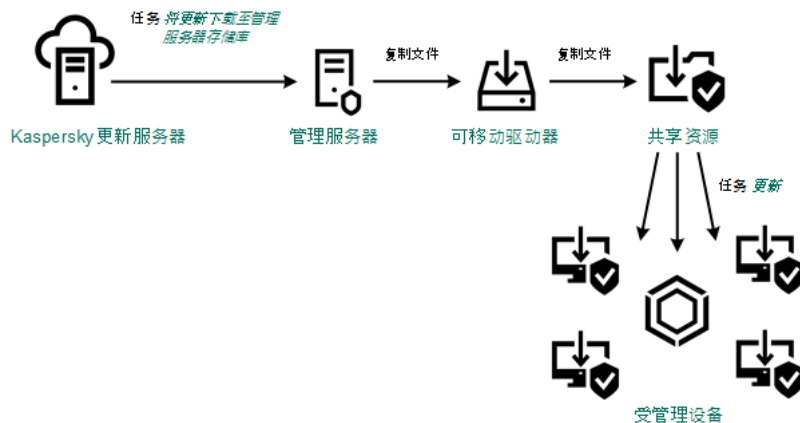 任务 将更新下载至管理
服务器存储库
复制文件
复制文件
Kaspersky 更新服务器
管理服务器
可移动驱动器
共享资源
任务 更新
受管理设备